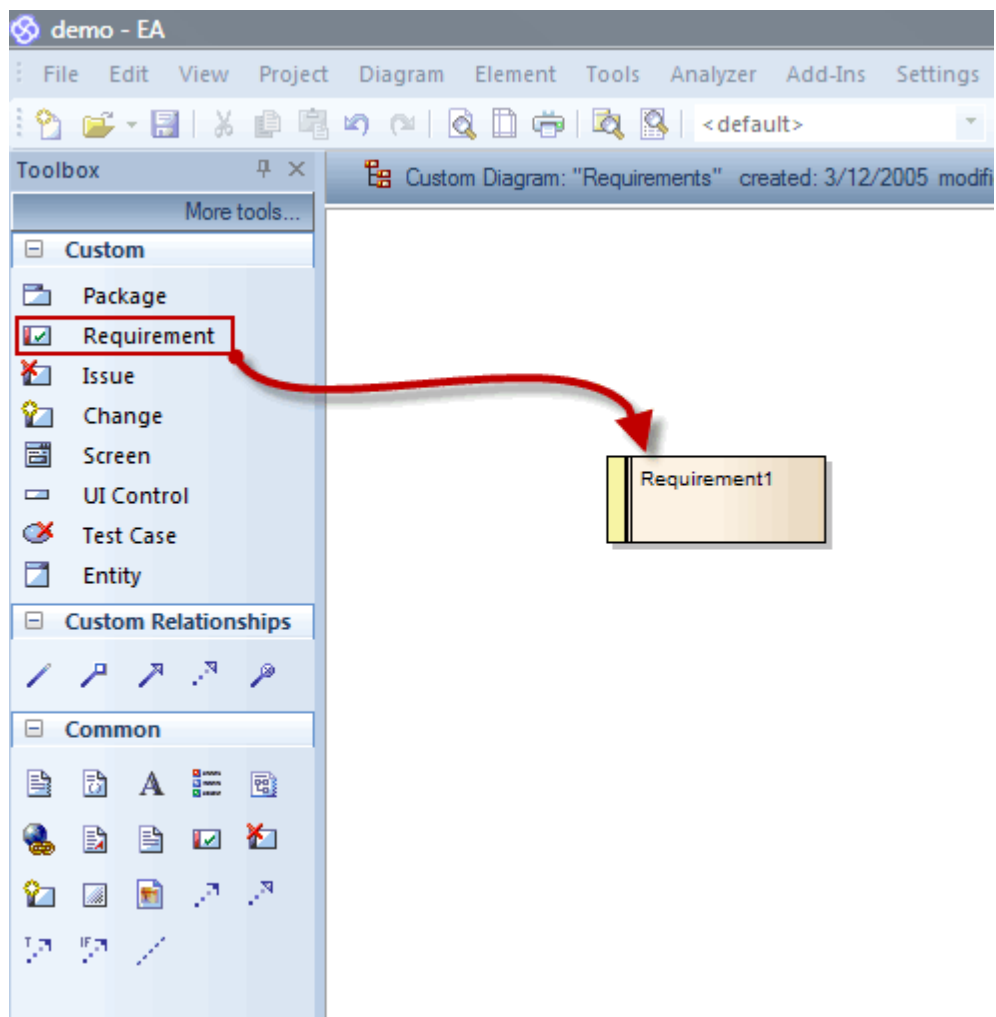 demo - EA
File Edit View Project Diagram Element Tools Analyzer Add-Ins Settings
<default>
Toolbox
Custom Diagram: "Requirements" created: 3/12/2005 modifi
More tools...
Custom
Package
Requirement
Issue
Change
Screen
UI Control
Test Case
Entity
Requirement1
Custom Relationships
Common
A
T
IF